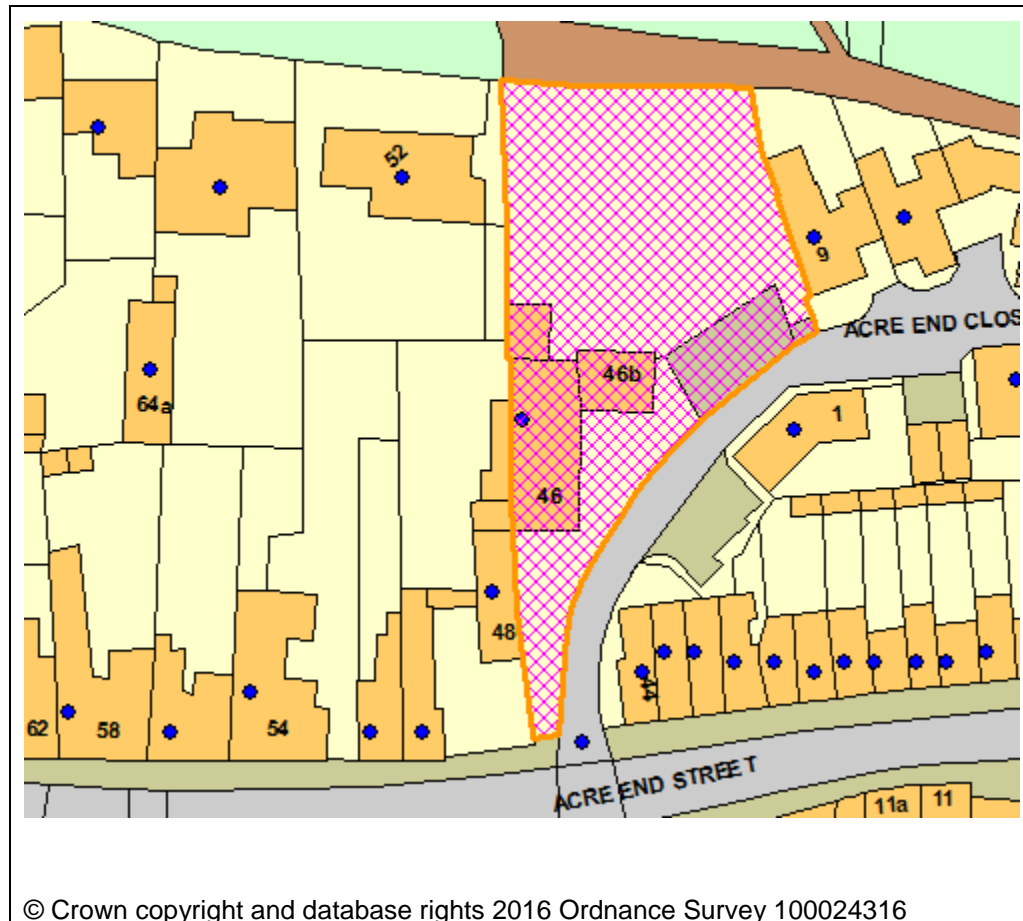 52
9
ACRE END CLOS
46b
64a
1
46
48
44
62
58
54
ACRE END STREET
11a
11
© Crown copyright and database rights 2016 Ordnance Survey 100024316